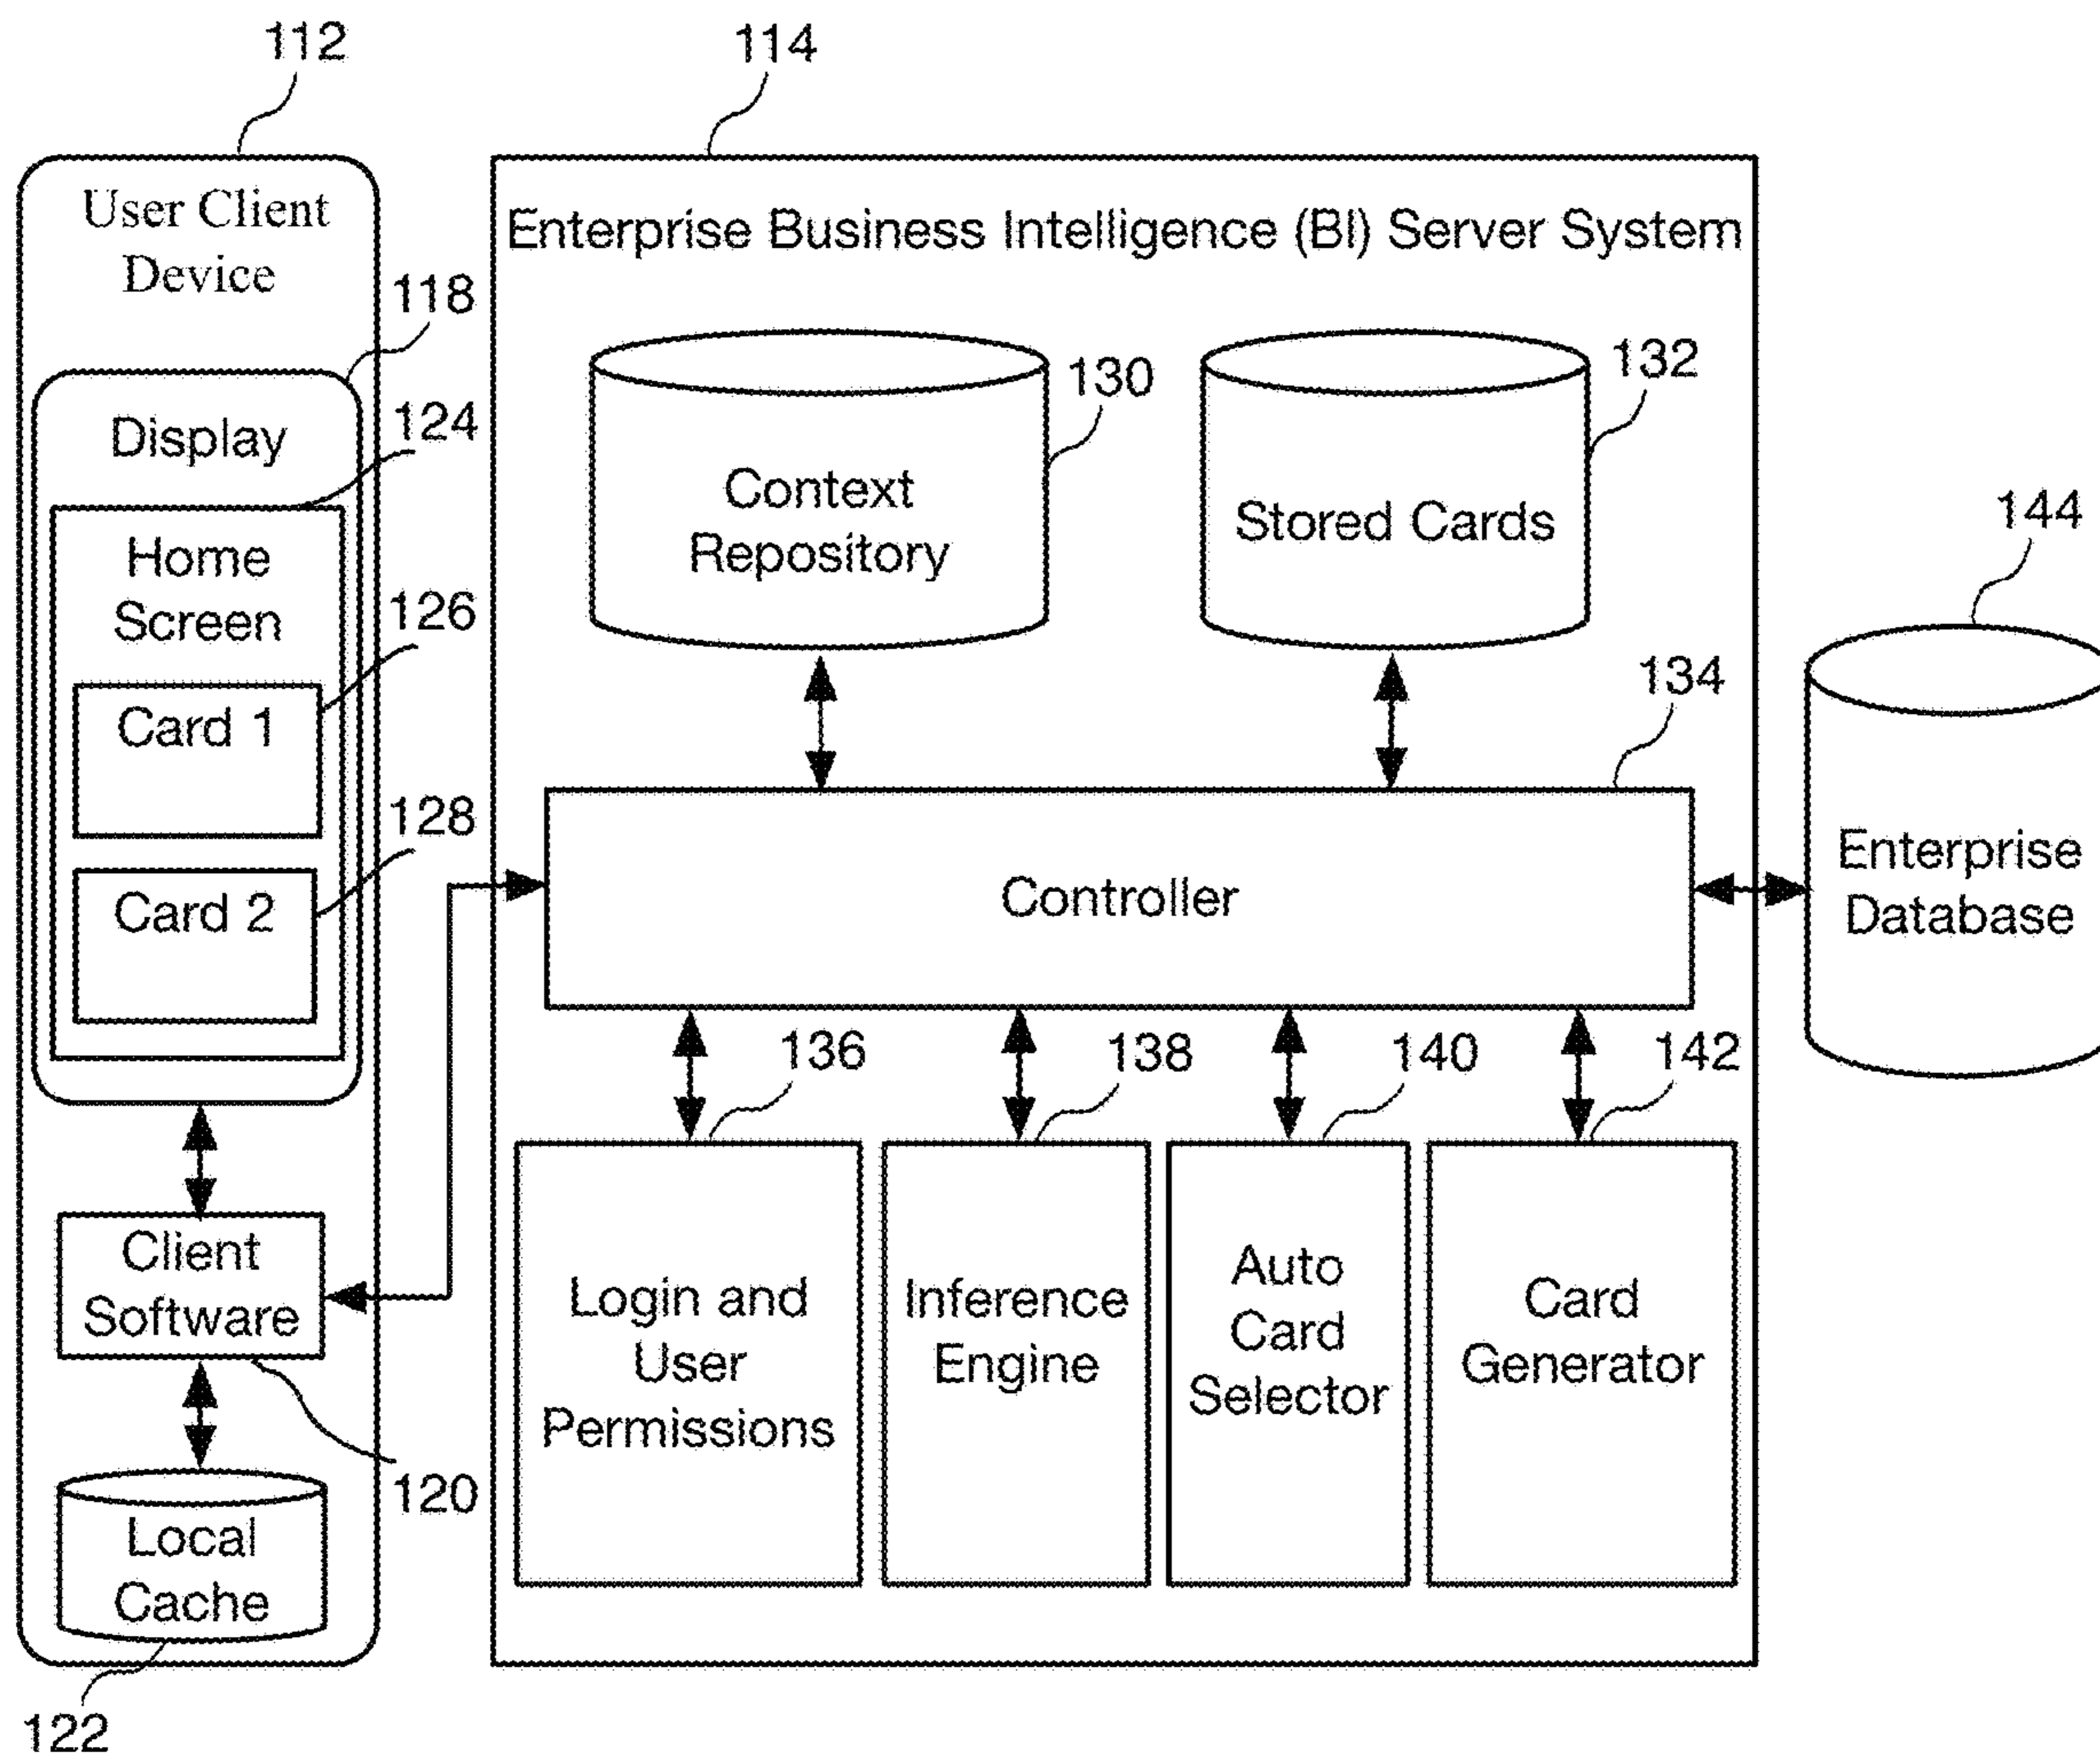 112
114
User Client
Device
Enterprise Business Intelligence (BI) Server System
118
Display
124
Home
Screen
126
Card 1
128
Card 2
Client
Software
120
Local
Cache
122
Context
Repository
130
Stored Cards
132
134
Controller
144
Enterprise
Database
136
Login and
User
Permissions
138
Inference
Engine
140
Auto
Card
Selector
142
Card
Generator